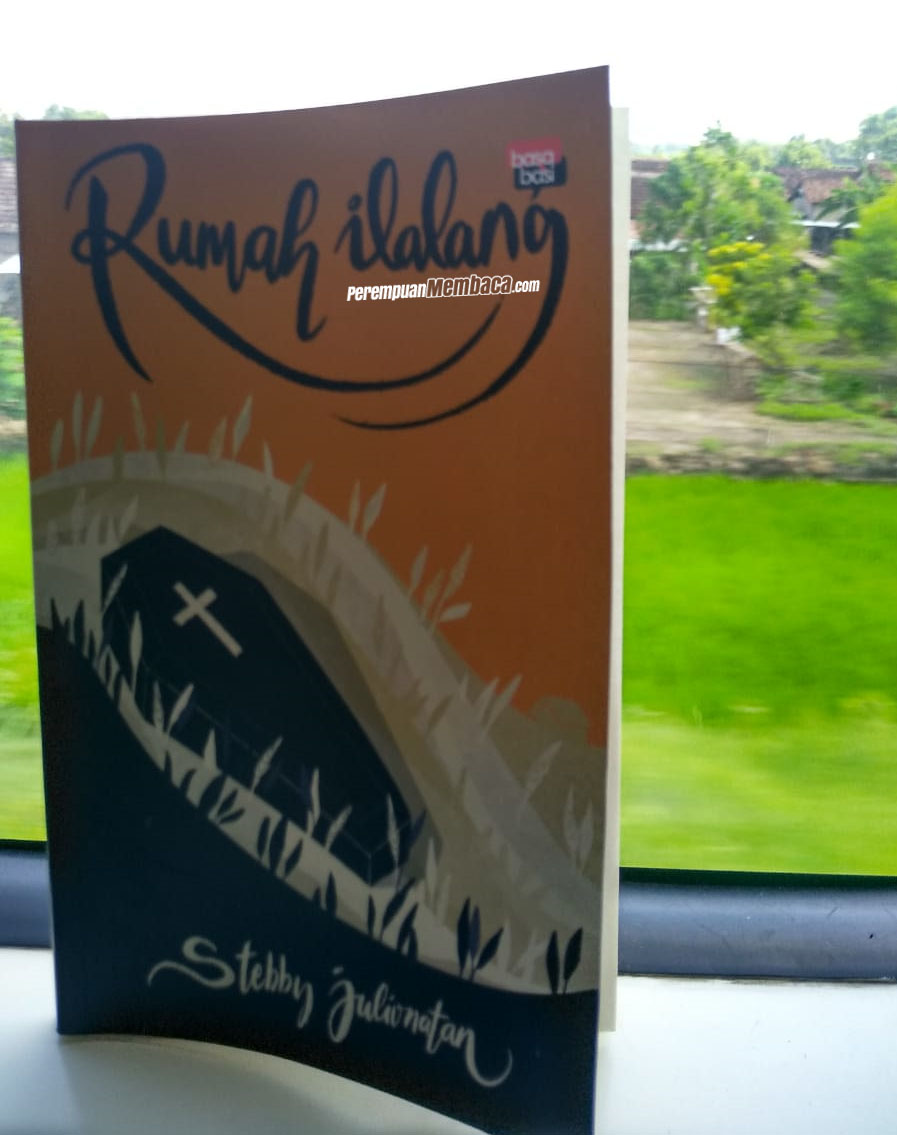 basa
basi
Rumah ilalang
PerempuanMembaca.com
Stebby Julionatan